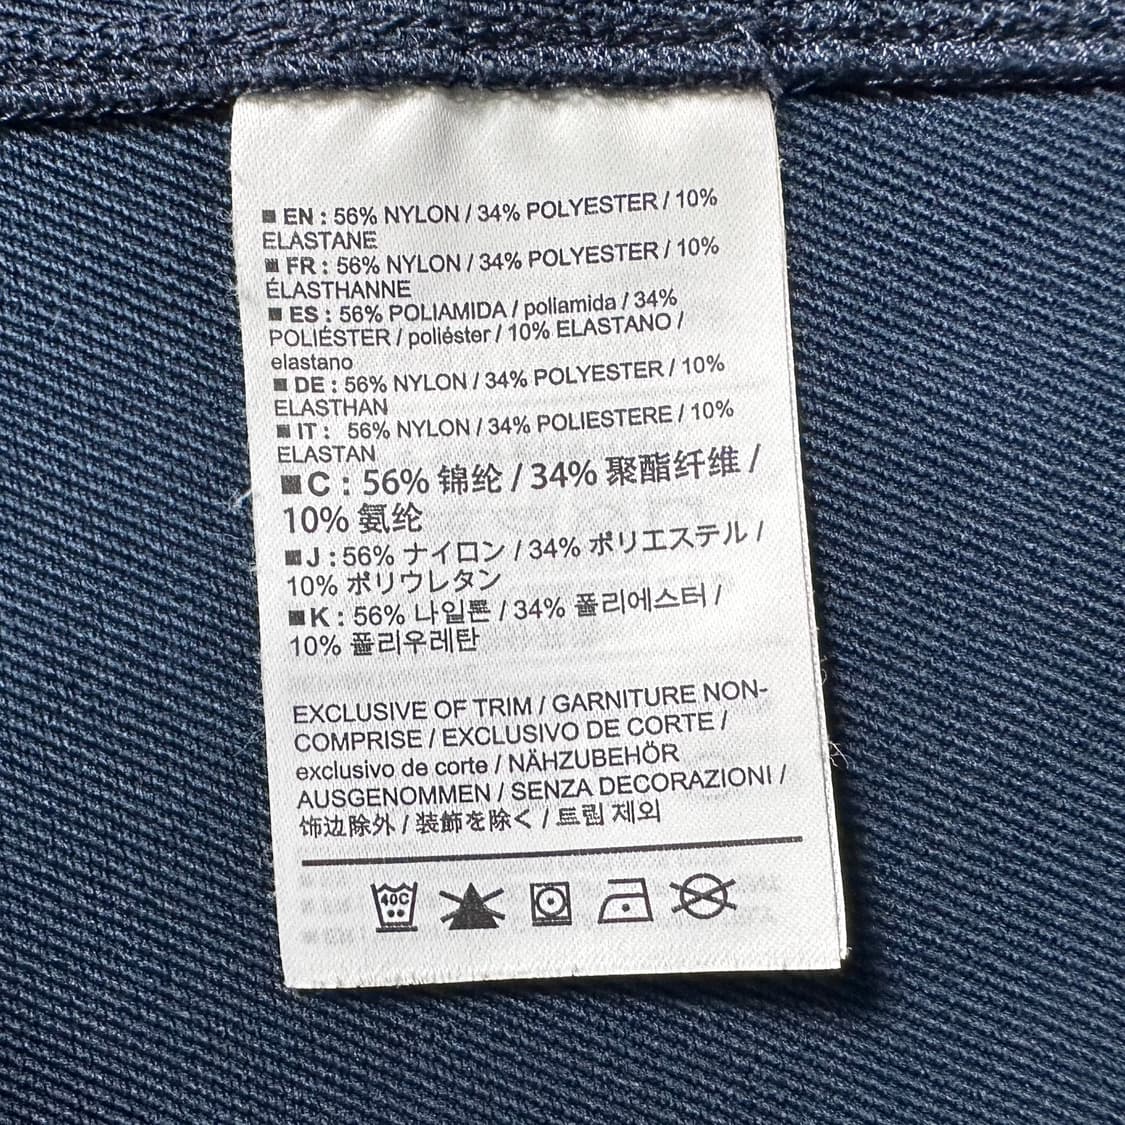 ■ EN : 56% NYLON / 34% POLYESTER / 10%
ELASTANE
■ FR : 56% NYLON / 34% POLYESTER / 10%
ÉLASTHANNE
■ ES : 56% POLIAMIDA / poliamida / 34%
POLIÉSTER / poliéster / 10% ELASTANO /
elastano
■ DE : 56% NYLON / 34% POLYESTER / 10%
ELASTHAN
■ IT : 56% NYLON / 34% POLIESTERE / 10%
ELASTAN
■ C : 56% 锦纶 / 34% 聚酯纤维 /
10% 氨纶
■ J : 56% ナイロン / 34% ポリエステル /
10% ポリウレタン
■ K : 56% 나일론 / 34% 폴리에스터 /
10% 폴리우레탄
EXCLUSIVE OF TRIM / GARNITURE NON-
COMPRISE / EXCLUSIVO DE CORTE /
exclusivo de corte / NÄHZUBEHÖR
AUSGENOMMEN / SENZA DECORAZIONI /
饰边除外 / 装飾を除く / 트림 제외
40C